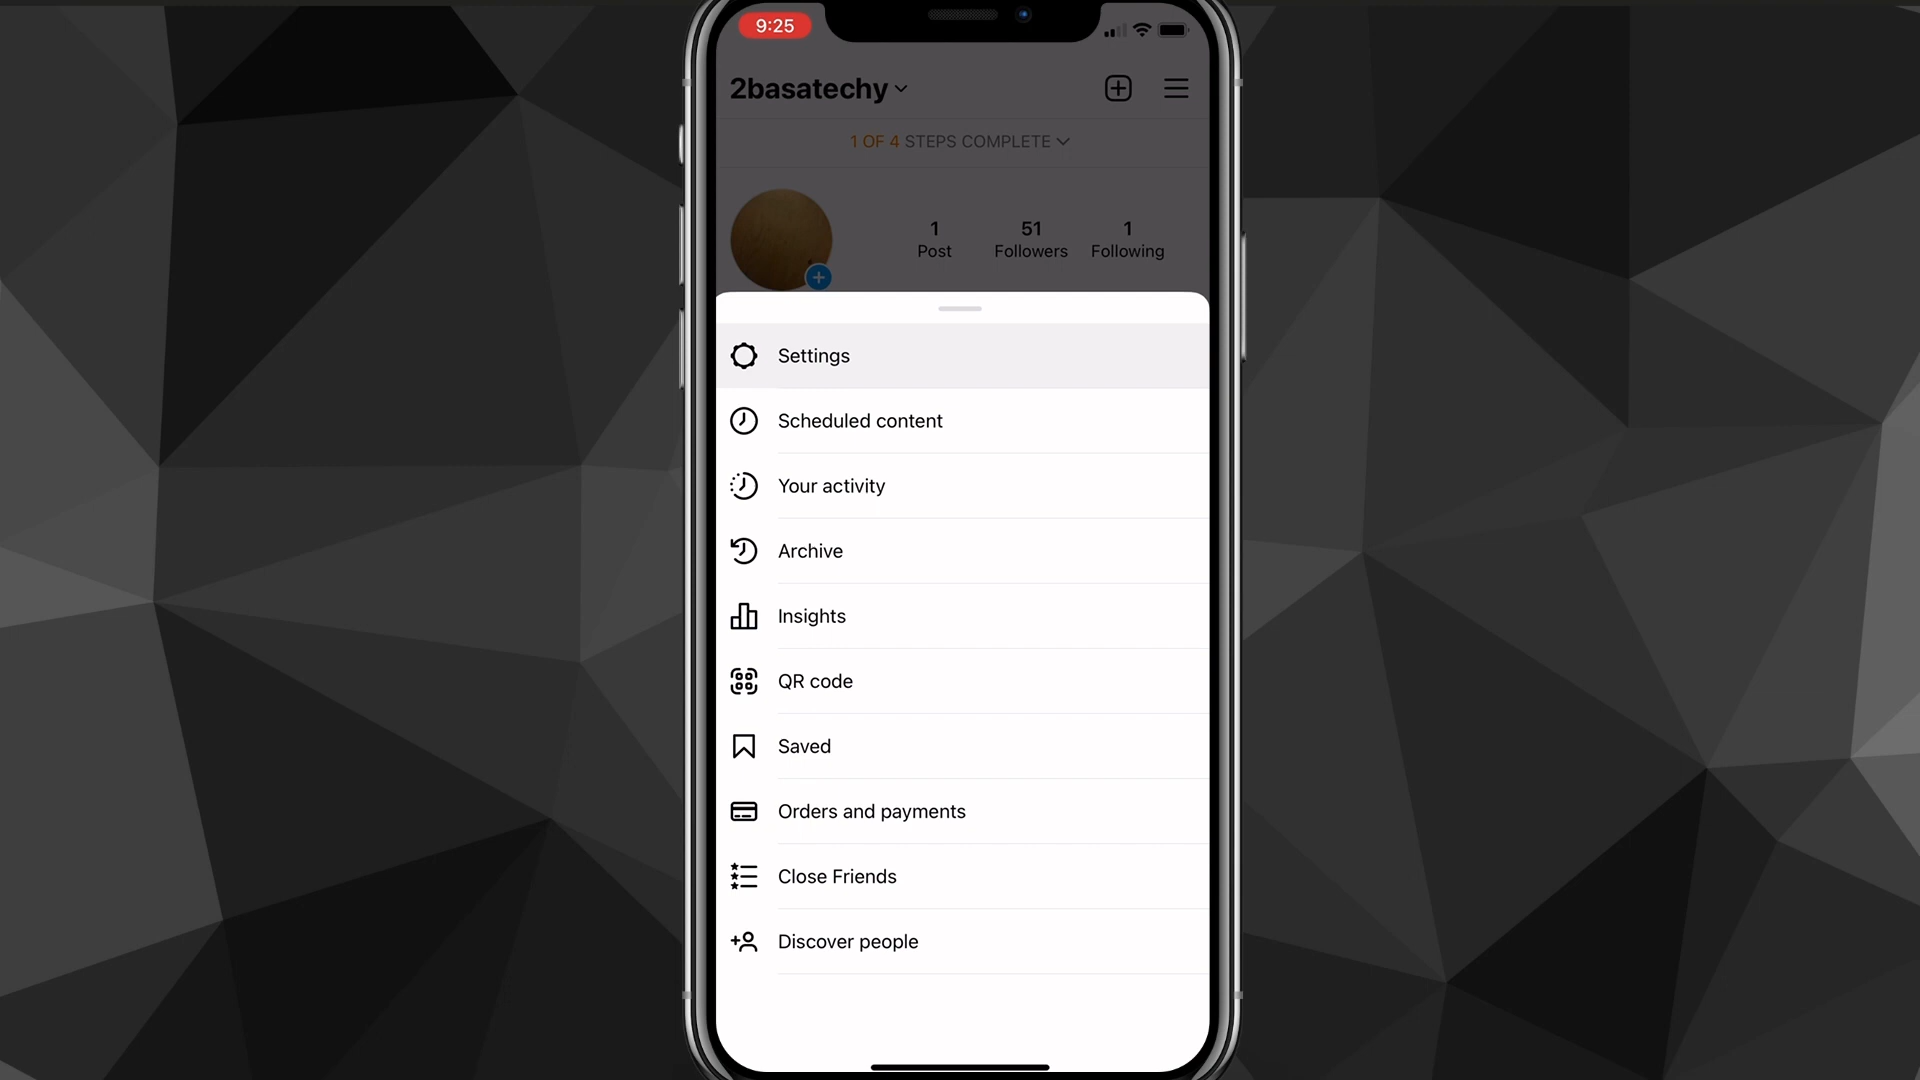 9:25
2basatechy
1 OF 4 STEPS COMPLETE
1 51 1
Post Followers Following
Settings
Scheduled content
Your activity
Archive
Insights
QR code
Saved
Orders and payments
Close Friends
Discover people